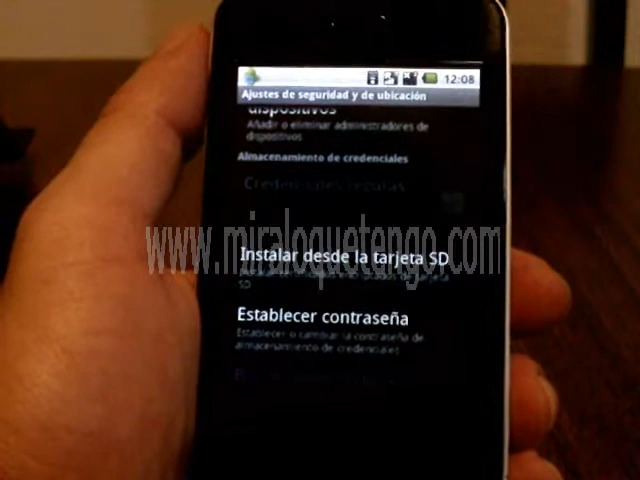 12:08
Ajustes de seguridad y de ubicación
dispositivos
Añadir o eliminar administradores de
dispositivos
Almacenamiento de credenciales
Credenciales seguras
www.miraloquetengo.com
Instalar desde la tarjeta SD
SD
Establecer contraseña
Establecer o cambiar la contraseña de
almacenamiento de credenciales